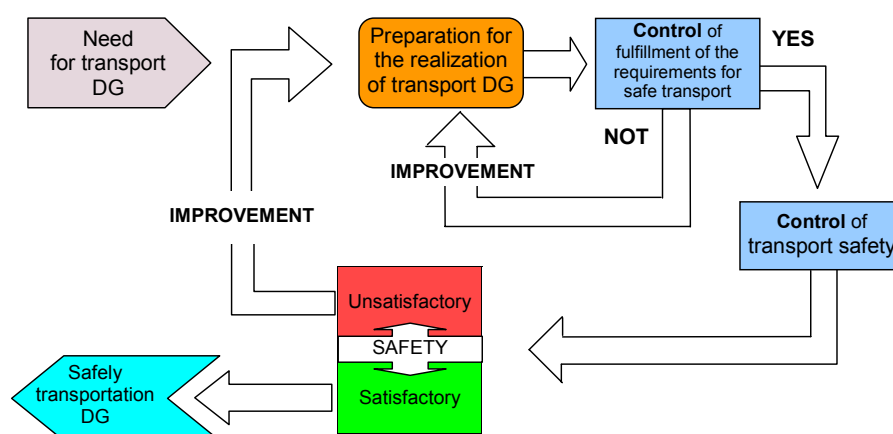 Need
for transport
DG
Preparation for
the realization
of transport DG
Control of
fulfillment of the
requirements for
safe transport
YES
NOT
IMPROVEMENT
IMPROVEMENT
Control of
transport safety
Unsatisfactory
SAFETY
Satisfactory
Safely
transportation
DG